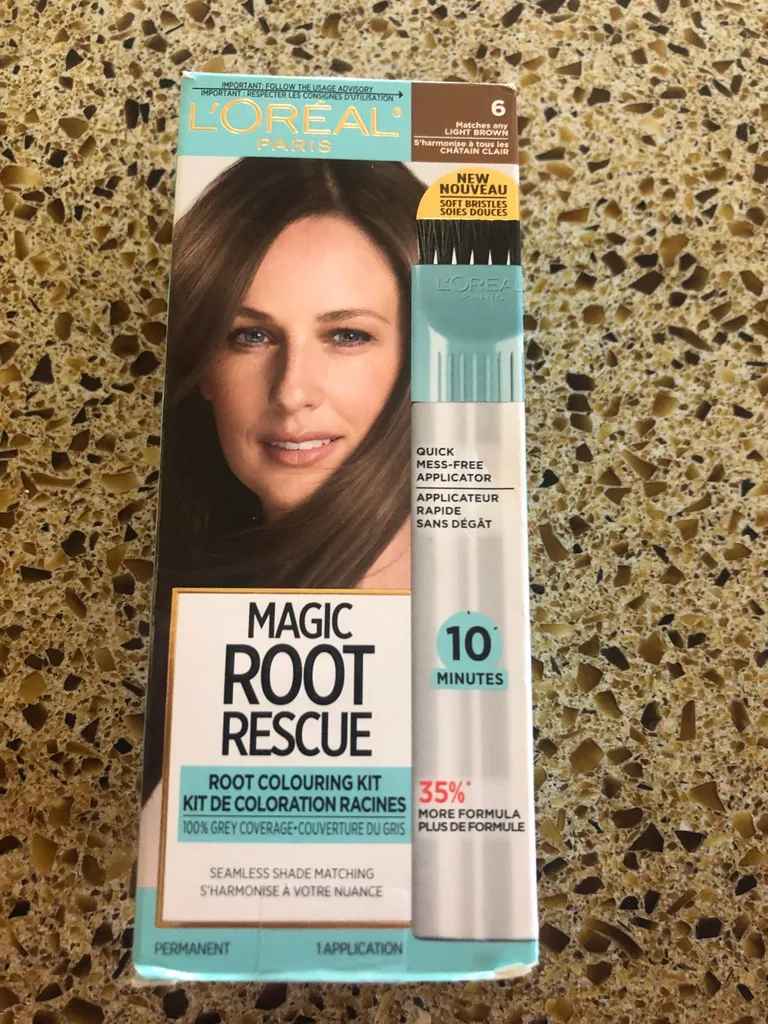 IMPORTANT: FOLLOW THE USAGE ADVISORY
IMPORTANT : RESPECTER LES CONSIGNES D'UTILISATION
L'ORÉAL®
PARIS
6
Matches any
LIGHT BROWN
S'harmonise à tous les
CHÂTAIN CLAIR
NEW
NOUVEAU
SOFT BRISTLES
SOIES DOUCES
L'ORÉA
PARIS
QUICK
MESS-FREE
APPLICATOR
APPLICATEUR
RAPIDE
SANS DÉGÂT
10
MINUTES
35%*
MORE FORMULA
PLUS DE FORMULE
MAGIC
ROOT
RESCUE
ROOT COLOURING KIT
KIT DE COLORATION RACINES
100% GREY COVERAGE•COUVERTURE DU GRIS
SEAMLESS SHADE MATCHING
S'HARMONISE À VOTRE NUANCE
PERMANENT
1 APPLICATION